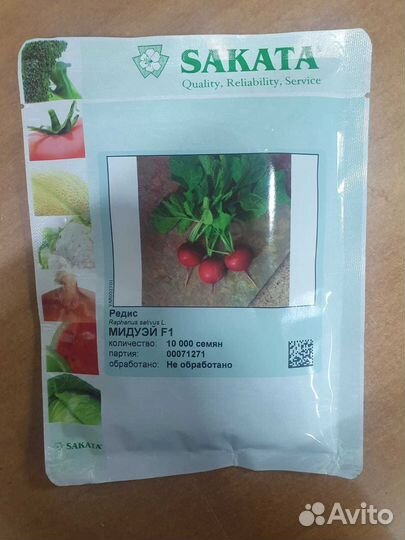 SAKATA®
Quality, Reliability, Service
Редис
Raphanus sativus L.
МИДУЭЙ F1
количество: 10 000 семян
партия: 00071271
обработано: Не обработано
SAKATA®
Avito